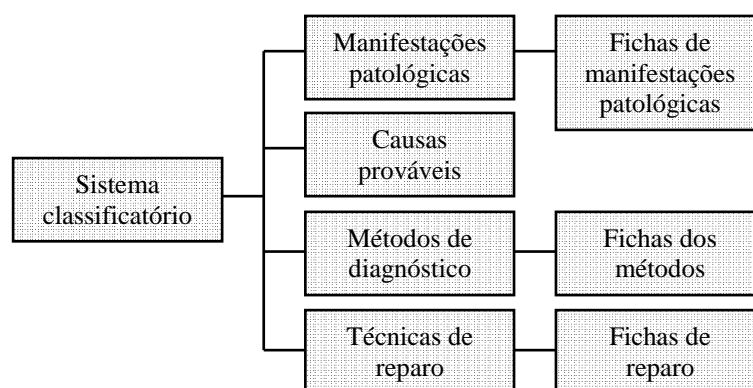 Sistema
classificatório
Manifestações
patológicas
Fichas de
manifestações
patológicas
Causas
prováveis
Métodos de
diagnóstico
Fichas dos
métodos
Técnicas de
reparo
Fichas de
reparo